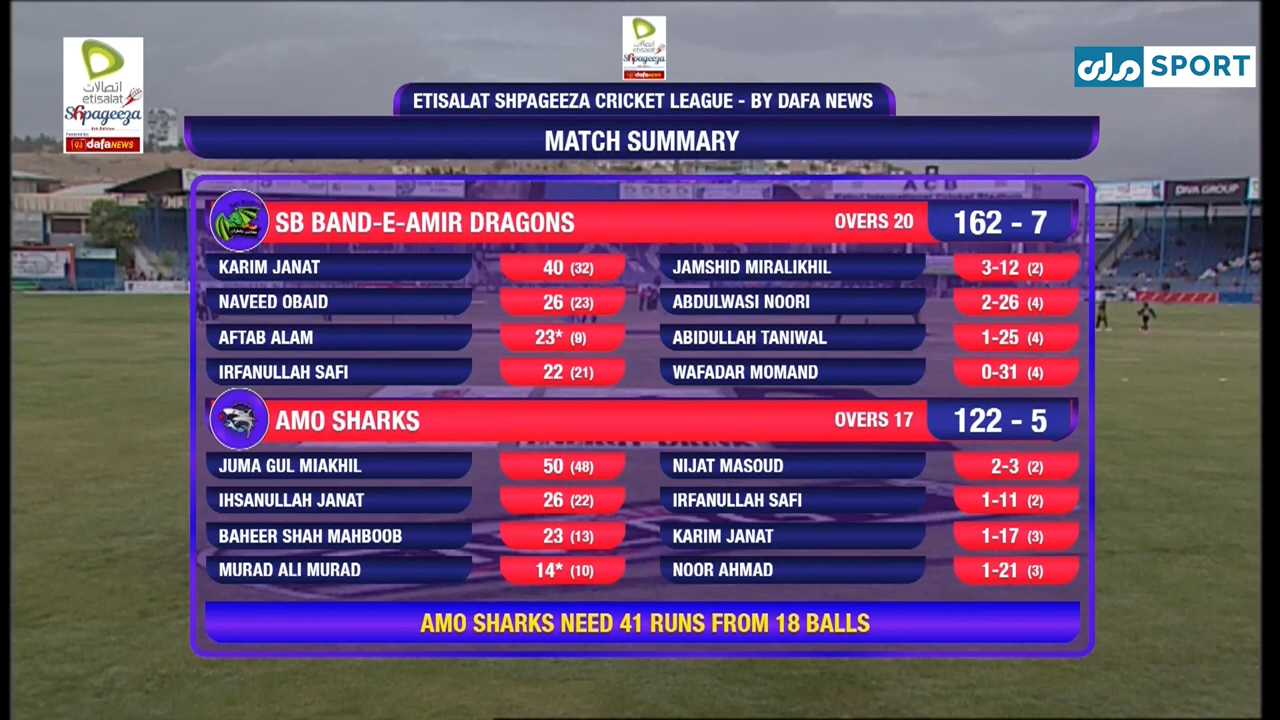 etisalat
Shpageeza
اتصالات
etisalat
Shpageeza
dafaNEWS
SPORT
ETISALAT SHPAGEEZA CRICKET LEAGUE - BY DAFA NEWS
MATCH SUMMARY
ACB
DIVA GROUP
SB BAND-E-AMIR DRAGONS OVERS 20 162 - 7
KARIM JANAT 40 (32) JAMSHID MIRALIKHIL 3-12 (2)
NAVEED OBAID 26 (23) ABDULWASI NOORI 2-26 (4)
AFTAB ALAM 23* (9) ABIDULLAH TANIWAL 1-25 (4)
IRFANULLAH SAFI 22 (21) WAFADAR MOMAND 0-31 (4)
AMO SHARKS OVERS 17 122 - 5
JUMA GUL MIAKHIL 50 (48) NIJAT MASOUD 2-3 (2)
IHSANULLAH JANAT 26 (22) IRFANULLAH SAFI 1-11 (2)
BAHEER SHAH MAHBOOB 23 (13) KARIM JANAT 1-17 (3)
MURAD ALI MURAD 14* (10) NOOR AHMAD 1-21 (3)
AMO SHARKS NEED 41 RUNS FROM 18 BALLS